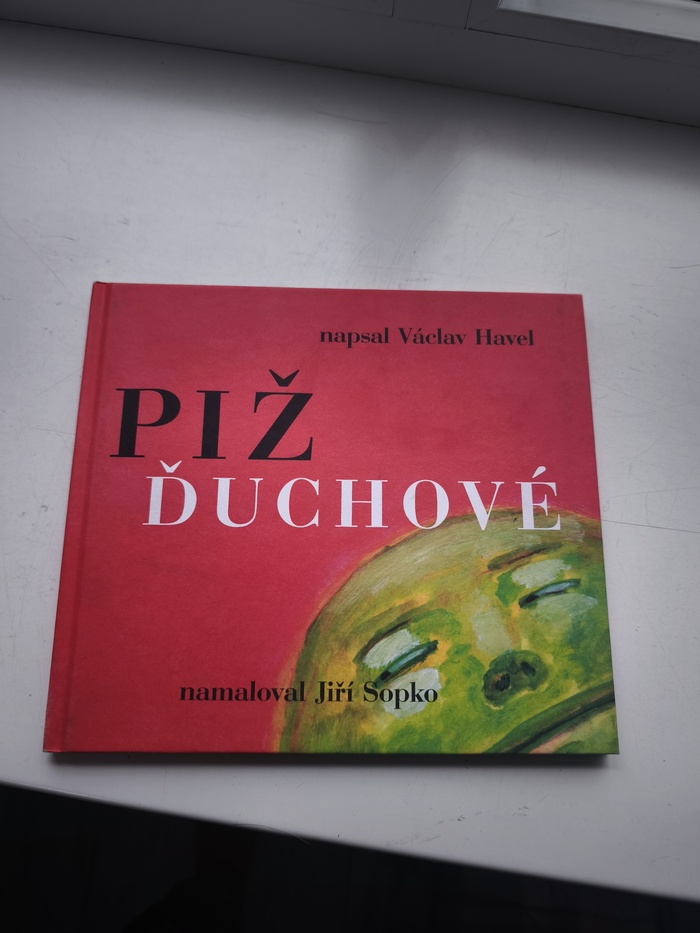 napsal Václav Havel
PIŽ
ĎUCHOVÉ
namaloval Jiří Sopko